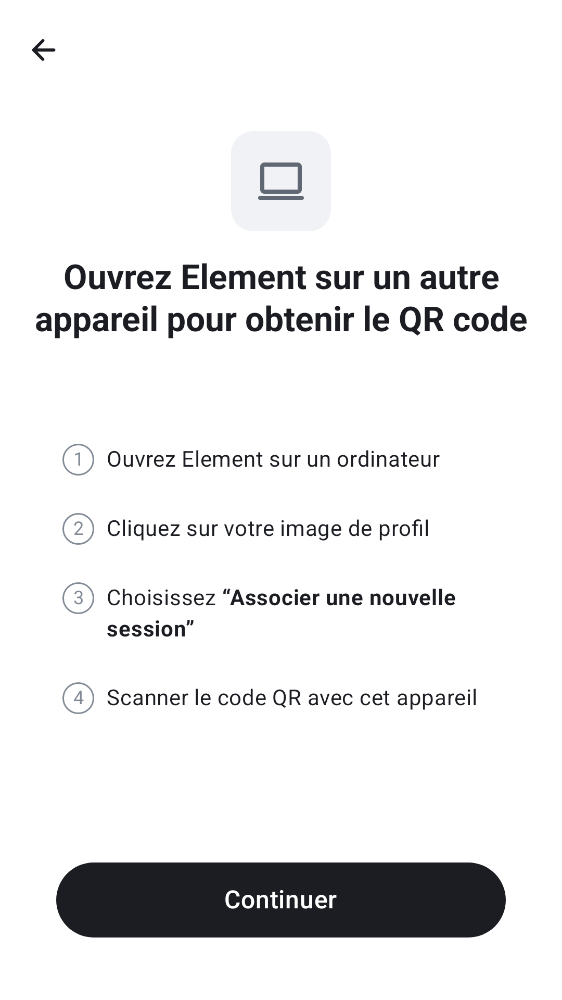 Ouvrez Element sur un autre
appareil pour obtenir le QR code
1 Ouvrez Element sur un ordinateur
2 Cliquez sur votre image de profil
3 Choisissez “Associer une nouvelle
session”
4 Scanner le code QR avec cet appareil
Continuer